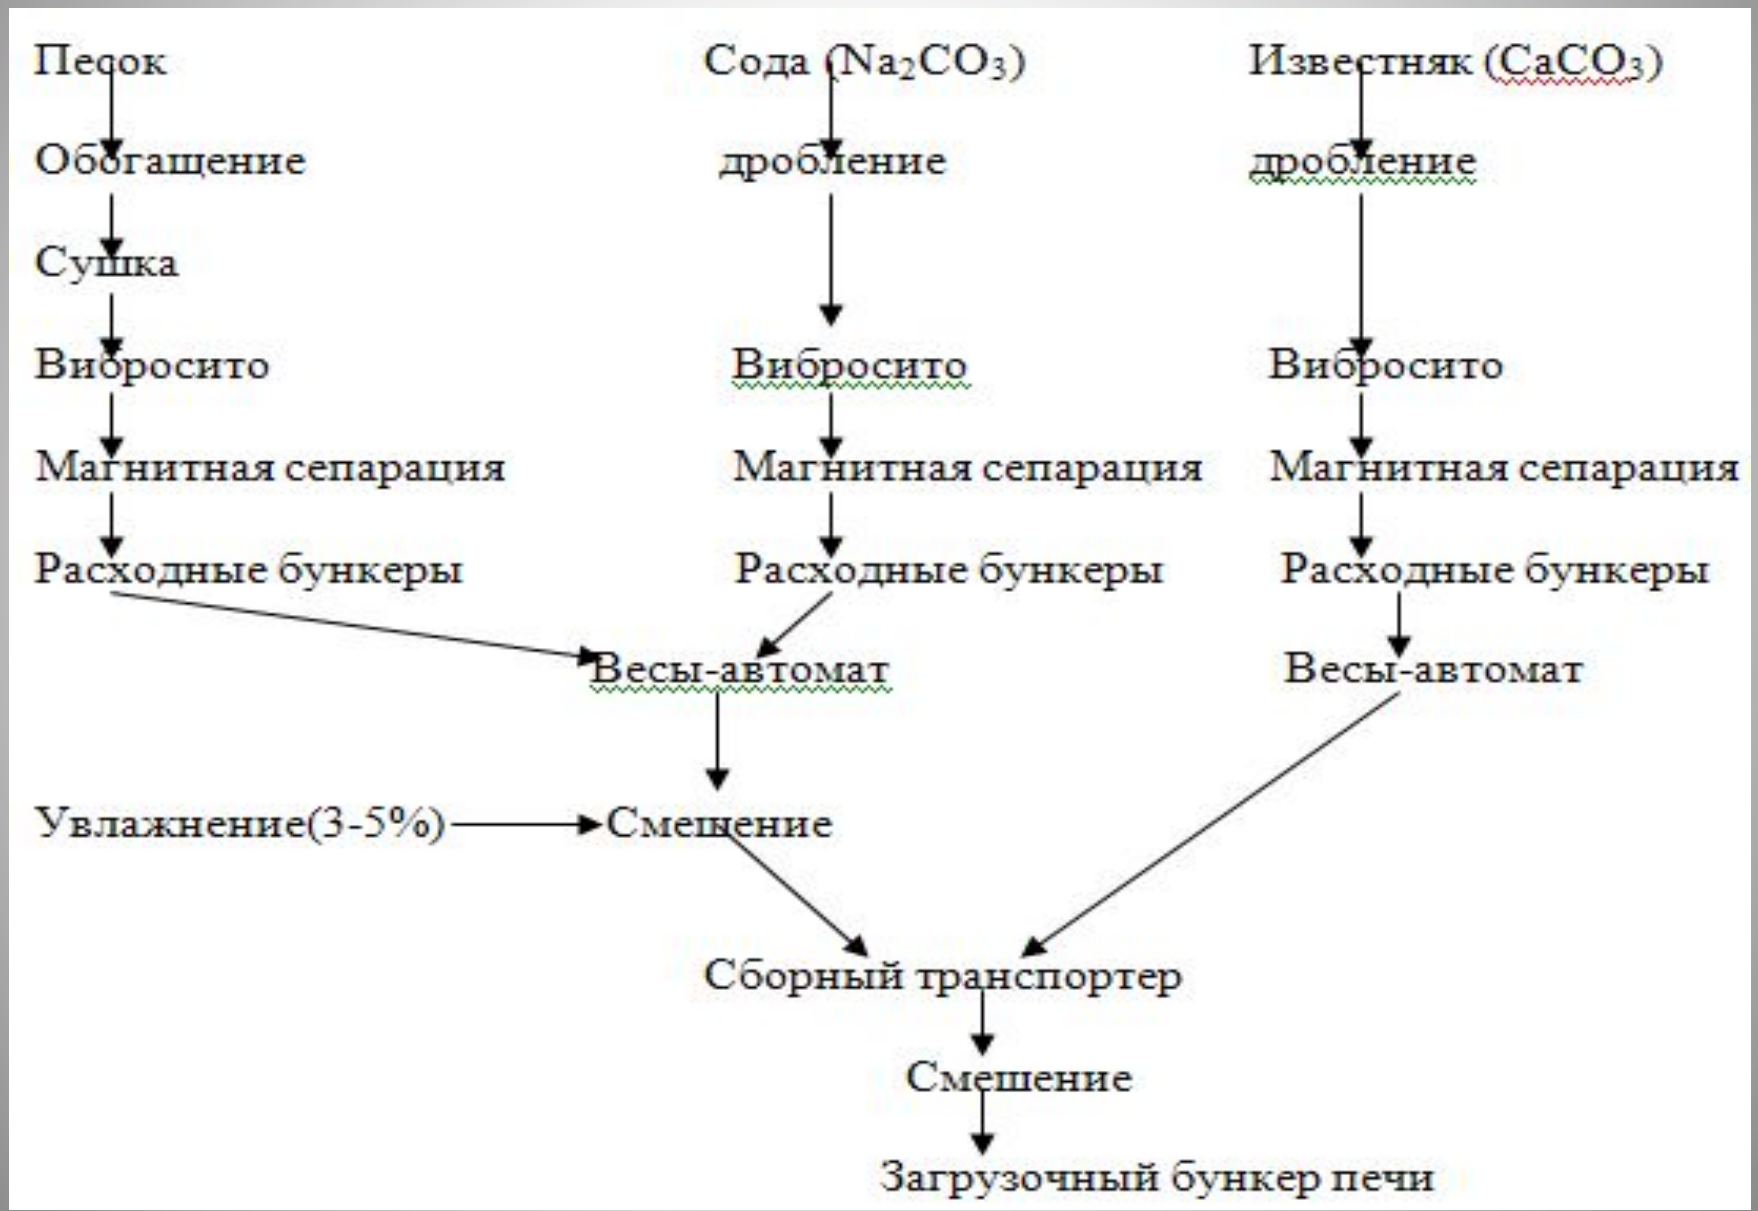 Песок Сода (Na₂CO₃) Известняк (CaCO₃)
Обогащение дробление дробление
Сушка
Вибросито Вибросито Вибросито
Магнитная сепарация Магнитная сепарация Магнитная сепарация
Расходные бункеры Расходные бункеры Расходные бункеры
Весы-автомат Весы-автомат
Увлажнение(3-5%) Смешение
Сборный транспортер
Смешение
Загрузочный бункер печи